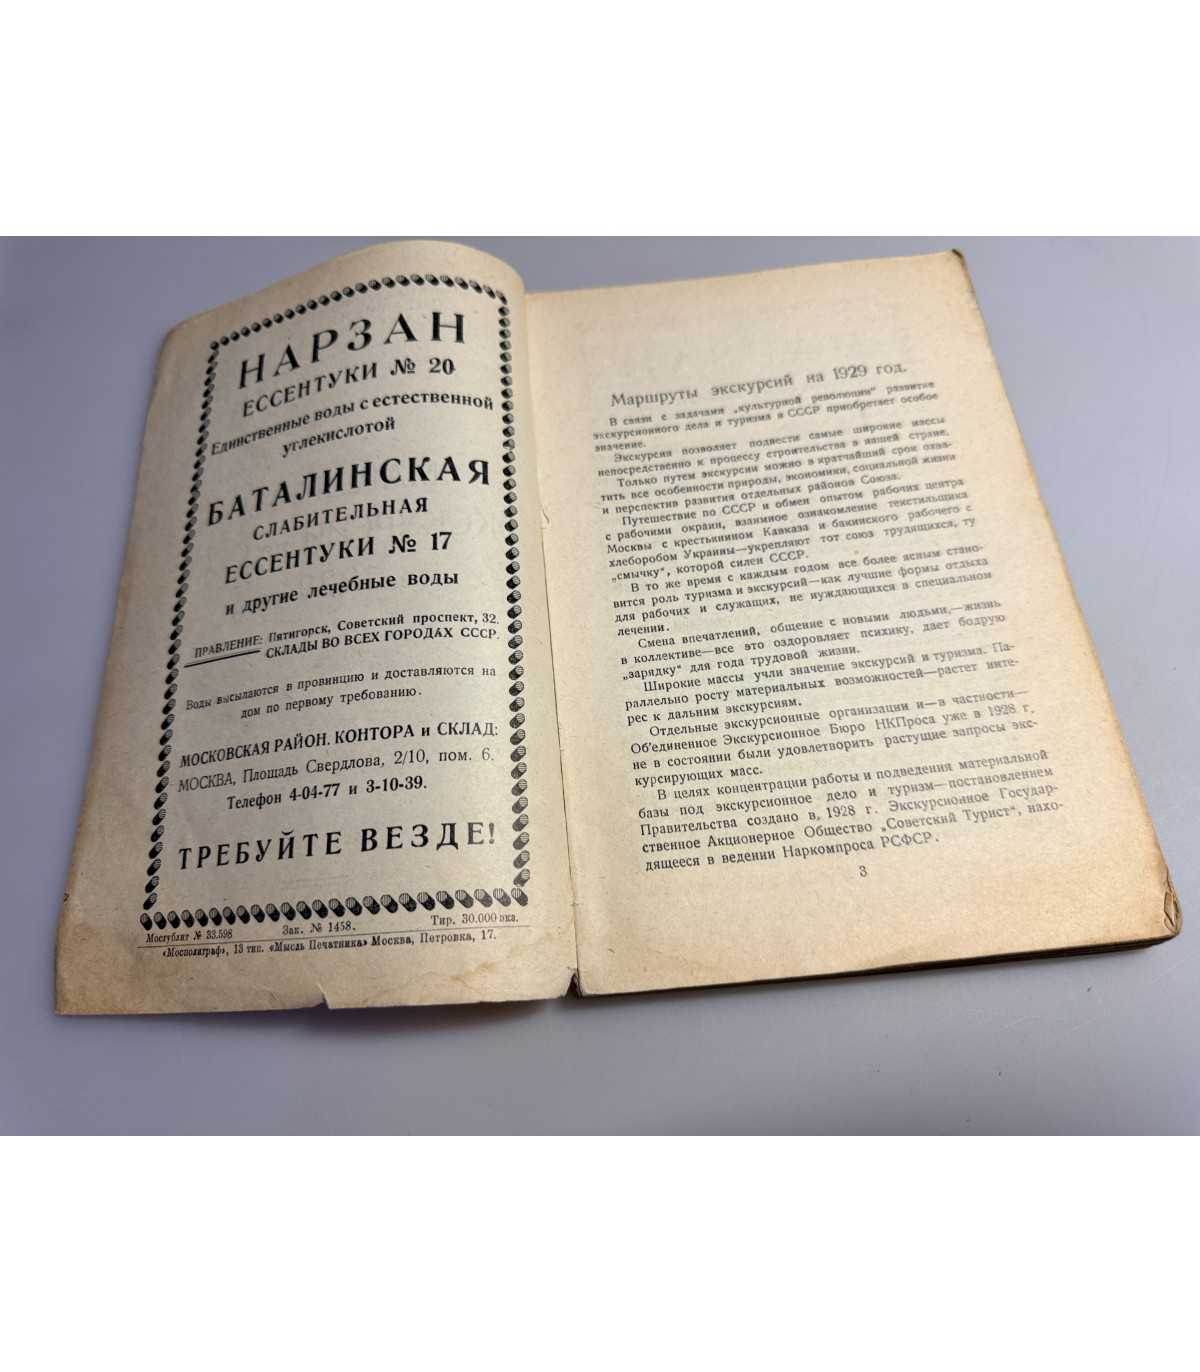 НАРЗАН
ЕССЕНТУКИ № 20
Единственные воды с естественной
углекислотой
БАТАЛИНСКАЯ
СЛАБИТЕЛЬНАЯ
ЕССЕНТУКИ № 17
и другие лечебные воды
ПРАВЛЕНИЕ: Пятигорск, Советский проспект, 32.
СКЛАДЫ ВО ВСЕХ ГОРОДАХ СССР.
Воды высылаются в провинцию и доставляются на
дом по первому требованию.
МОСКОВСКАЯ РАЙОН. КОНТОРА и СКЛАД:
МОСКВА, Площадь Свердлова, 2/10, пом. 6.
Телефон 4-04-77 и 3-10-39.
ТРЕБУЙТЕ ВЕЗДЕ!
Мосгублит № 33.598 Зак. № 1458. Тир. 30.000 экз.
«Мосполиграф», 13 тип. «Мысль Печатника» Москва, Петровка, 17.
Маршруты экскурсий на 1929 год.
В связи с задачами „культурной революции“ развитие
экскурсионного дела и туризма в СССР приобретает особое
значение.
Экскурсия позволяет подвести самые широкие массы
непосредственно к процессу строительства в нашей стране.
Только путем экскурсии можно в кратчайший срок охва-
тить все особенности природы, экономики, социальной жизни
и перспектив развития отдельных районов Союза.
Путешествие по СССР и обмен опытом рабочих центра
с рабочими окраин, взаимное ознакомление текстильщика
Москвы с крестьянином Кавказа и бакинского рабочего с
хлеборобом Украины—укрепляют тот союз трудящихся, ту
„смычку“, которой силен СССР.
В то же время с каждым годом все более ясным стано-
вится роль туризма и экскурсий—как лучшие формы отдыха
для рабочих и служащих, не нуждающихся в специальном
лечении.
Смена впечатлений, общение с новыми людьми,—жизнь
в коллективе—все это оздоровляет психику, дает бодрую
„зарядку“ для года трудовой жизни.
Широкие массы учли значение экскурсий и туризма. Па-
раллельно росту материальных возможностей—растет инте-
рес к дальним экскурсиям.
Отдельные экскурсионные организации и—в частности—
Об'единенное Экскурсионное Бюро НКПроса уже в 1928 г.
не в состоянии были удовлетворить растущие запросы экс-
курсирующих масс.
В целях концентрации работы и подведения материальной
базы под экскурсионное дело и туризм—постановлением
Правительства создано в 1928 г. Экскурсионное Государ-
ственное Акционерное Общество „Советский Турист“, нахо-
дящееся в ведении Наркомпроса РСФСР.
3